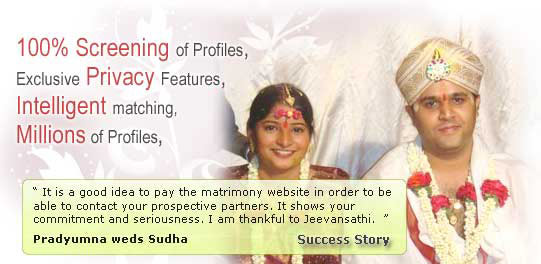 100% Screening of Profiles,
Exclusive Privacy Features,
Intelligent matching,
Millions of Profiles,
“ It is a good idea to pay the matrimony website in order to be
able to contact your prospective partners. It shows your
commitment and seriousness. I am thankful to Jeevansathi. ”
Pradyumna weds Sudha Success Story